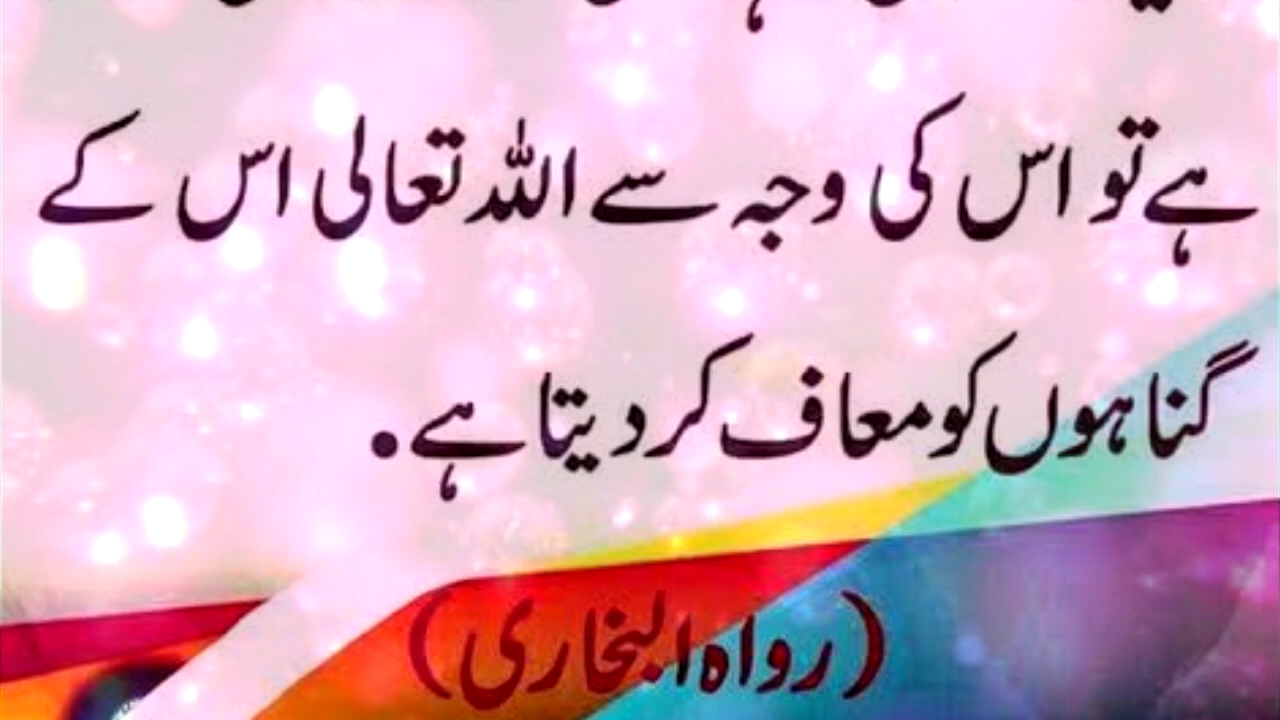 ہے تو اس کی وجہ سے اللہ تعالی اس کے
گناہوں کو معاف کر دیتا ہے.
(رواہ البخاری)